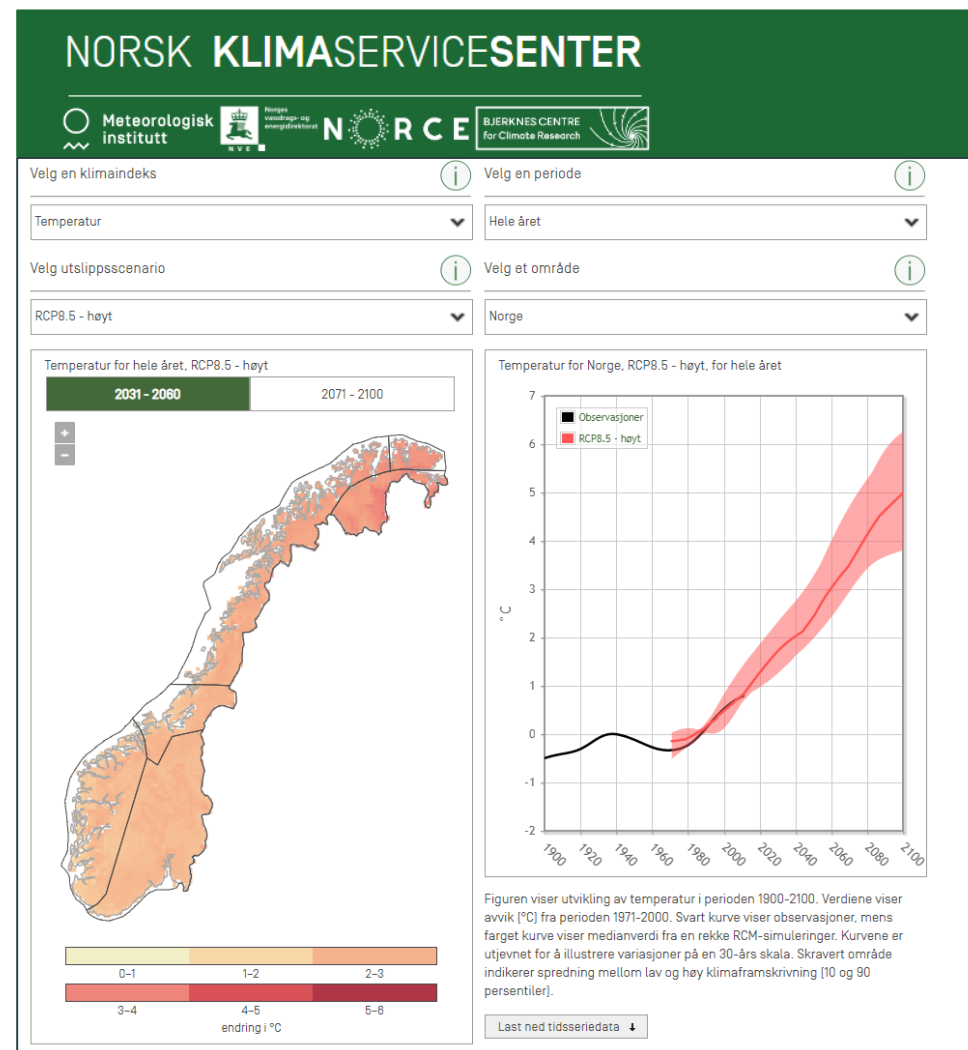 NORSK KLIMASERVICESENTER
Meteorologisk
institutt
NVE
Norges
vassdrags- og
energidirektorat
NORCE
BJERKNES CENTRE
for Climate Research
Velg en klimaindeks
i
Velg en periode
i
Temperatur
Hele året
Velg utslippsscenario
i
Velg et område
i
RCP8.5 - høyt
Norge
Temperatur for hele året, RCP8.5 - høyt
2031 - 2060
2071 - 2100
+
−
0–1
1–2
2–3
3–4
4–5
5–6
endring i °C
Temperatur for Norge, RCP8.5 - høyt, for hele året
Observasjoner
RCP8.5 - høyt
7
6
5
4
3
2
1
0
-1
-2
°C
1900
1920
1940
1960
1980
2000
2020
2040
2060
2080
2100
Figuren viser utvikling av temperatur i perioden 1900-2100. Verdiene viser
avvik (°C) fra perioden 1971-2000. Svart kurve viser observasjoner, mens
farget kurve viser medianverdi fra en rekke RCM-simuleringer. Kurvene er
utjevnet for å illustrere variasjoner på en 30-års skala. Skravert område
indikerer spredning mellom lav og høy klimaframskrivning (10 og 90
persentiler).
Last ned tidsseriedata